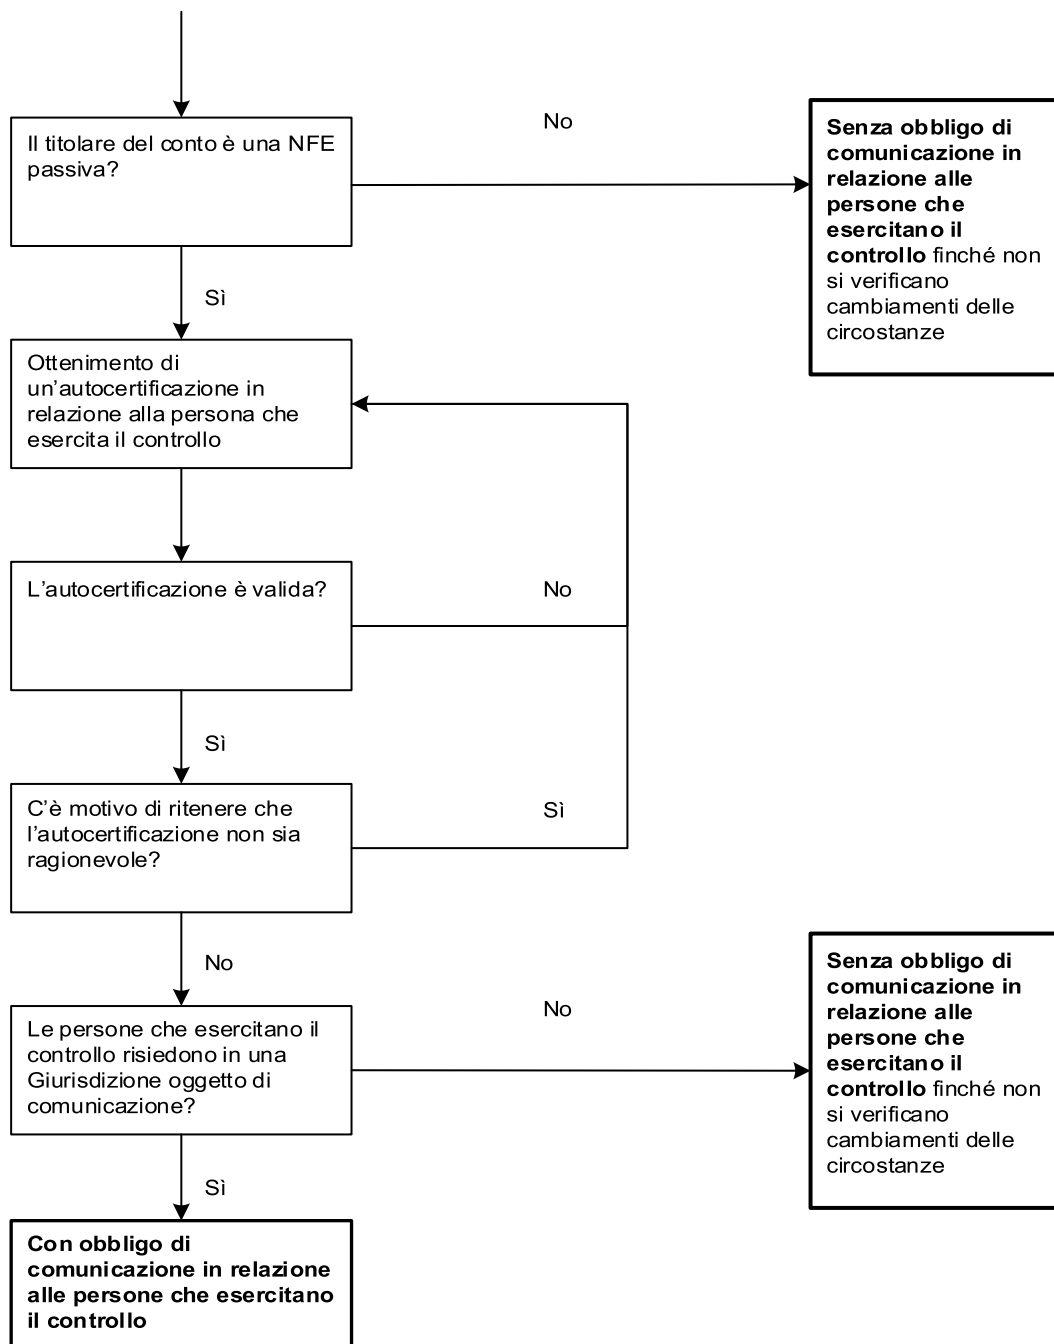 Il titolare del conto è una NFE
passiva?
No
Senza obbligo di
comunicazione in
relazione alle
persone che
esercitano il
controllo finché non
si verificano
cambiamenti delle
circostanze
Sì
Ottenimento di
un'autocertificazione in
relazione alla persona che
esercita il controllo
L'autocertificazione è valida?
No
Sì
C'è motivo di ritenere che
l'autocertificazione non sia
ragionevole?
Sì
No
Le persone che esercitano il
controllo risiedono in una
Giurisdizione oggetto di
comunicazione?
No
Senza obbligo di
comunicazione in
relazione alle
persone che
esercitano il
controllo finché non
si verificano
cambiamenti delle
circostanze
Sì
Con obbligo di
comunicazione in relazione
alle persone che esercitano
il controllo